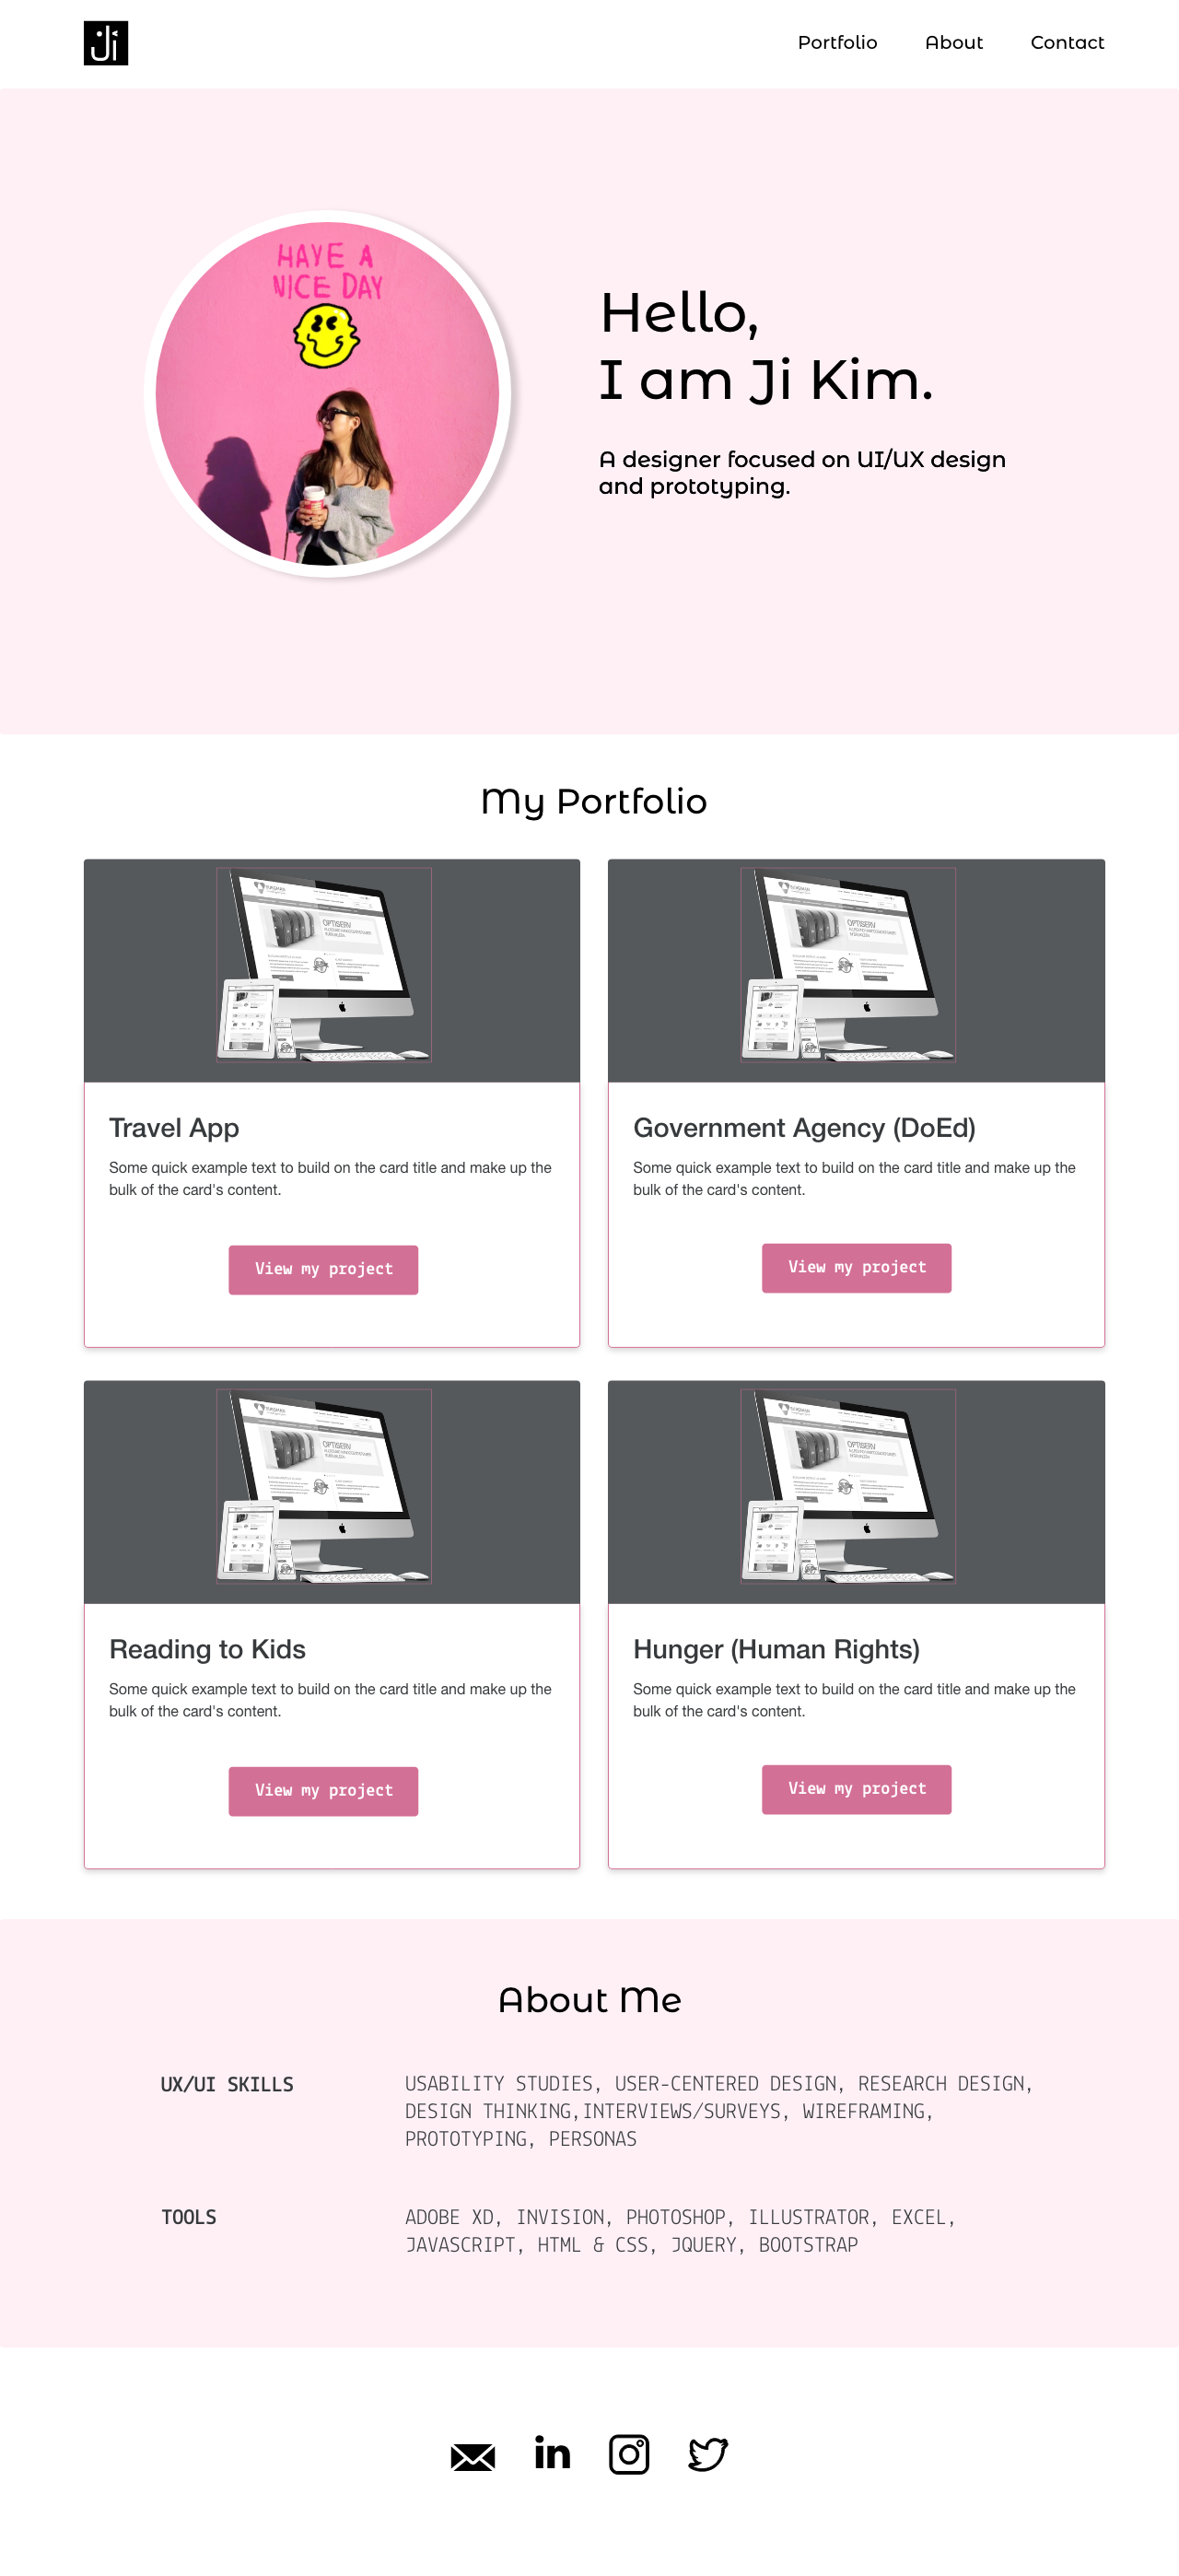 Ji
Portfolio
About
Contact
HAVE A
NICE DAY
Hello,
I am Ji Kim.
A designer focused on UI/UX design
and prototyping.
My Portfolio
OPTISERV
OPTISERV
Travel App
Some quick example text to build on the card title and make up the
bulk of the card's content.
View my project
Government Agency (DoEd)
Some quick example text to build on the card title and make up the
bulk of the card's content.
View my project
OPTISERV
OPTISERV
Reading to Kids
Some quick example text to build on the card title and make up the
bulk of the card's content.
View my project
Hunger (Human Rights)
Some quick example text to build on the card title and make up the
bulk of the card's content.
View my project
About Me
UX/UI SKILLS
USABILITY STUDIES, USER-CENTERED DESIGN, RESEARCH DESIGN,
DESIGN THINKING,INTERVIEWS/SURVEYS, WIREFRAMING,
PROTOTYPING, PERSONAS
TOOLS
ADOBE XD, INVISION, PHOTOSHOP, ILLUSTRATOR, EXCEL,
JAVASCRIPT, HTML & CSS, JQUERY, BOOTSTRAP
in